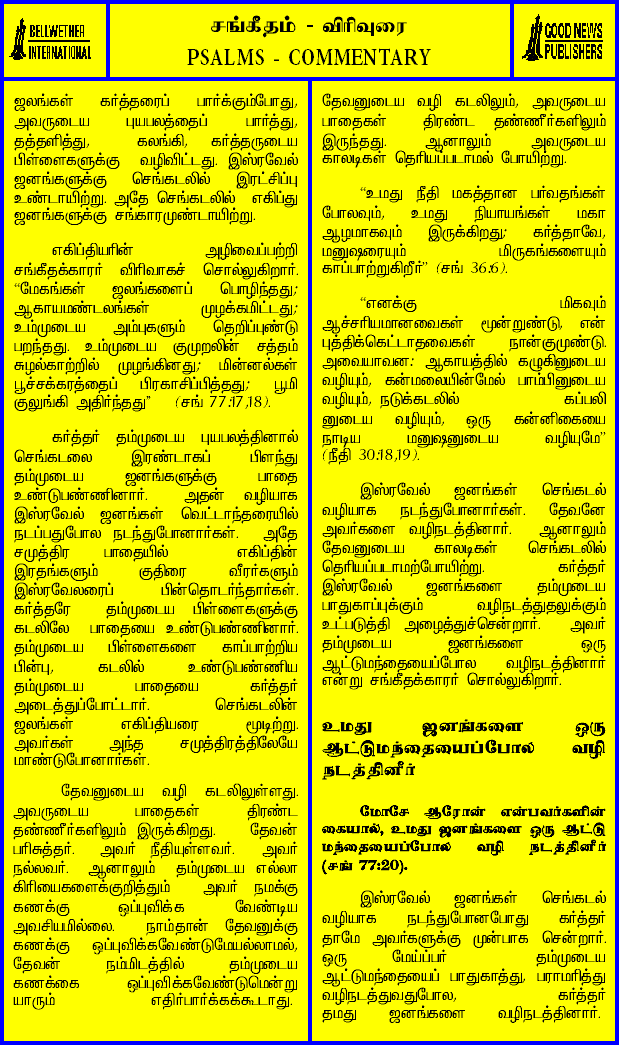 BELLWETHER
INTERNATIONAL
சங்கீதம் - விரிவுரை
PSALMS - COMMENTARY
GOOD NEWS
PUBLISHERS
ஜலங்கள் கர்த்தரைப் பார்க்கும்போது,
அவருடைய புயபலத்தைப் பார்த்து,
தத்தளித்து, கலங்கி, கர்த்தருடைய
பிள்ளைகளுக்கு வழிவிட்டது. இஸ்ரவேல்
ஜனங்களுக்கு செங்கடலில் இரட்சிப்பு
உண்டாயிற்று. அதே செங்கடலில் எகிப்து
ஜனங்களுக்கு சங்காரமுண்டாயிற்று.
எகிப்தியரின் அழிவைப்பற்றி
சங்கீதக்காரர் விரிவாகச் சொல்லுகிறார்.
“மேகங்கள் ஜலங்களைப் பொழிந்தது;
ஆகாயமண்டலங்கள் முழக்கமிட்டது;
உம்முடைய அம்புகளும் தெறிப்புண்டு
பறந்தது. உம்முடைய குமுறலின் சத்தம்
சுழல்காற்றில் முழங்கினது; மின்னல்கள்
பூச்சக்கரத்தைப் பிரகாசிப்பித்தது; பூமி
குலுங்கி அதிர்ந்தது” (சங் 77:17,18).
கர்த்தர் தம்முடைய புயபலத்தினால்
செங்கடலை இரண்டாகப் பிளந்து
தம்முடைய ஜனங்களுக்கு பாதை
உண்டுபண்ணினார். அதன் வழியாக
இஸ்ரவேல் ஜனங்கள் வெட்டாந்தரையில்
நடப்பதுபோல நடந்துபோனார்கள். அதே
சமுத்திர பாதையில் எகிப்தின்
இரதங்களும் குதிரை வீரர்களும்
இஸ்ரவேலரைப் பின்தொடர்ந்தார்கள்.
கர்த்தரே தம்முடைய பிள்ளைகளுக்கு
கடலிலே பாதையை உண்டுபண்ணினார்.
தம்முடைய பிள்ளைகளை காப்பாற்றிய
பின்பு, கடலில் உண்டுபண்ணிய
தம்முடைய பாதையை கர்த்தர்
அடைத்துப்போட்டார். செங்கடலின்
ஜலங்கள் எகிப்தியரை மூடிற்று.
அவர்கள் அந்த சமுத்திரத்திலேயே
மாண்டுபோனார்கள்.
தேவனுடைய வழி கடலிலுள்ளது.
அவருடைய பாதைகள் திரண்ட
தண்ணீர்களிலும் இருக்கிறது. தேவன்
பரிசுத்தர். அவர் நீதியுள்ளவர். அவர்
நல்லவர். ஆனாலும் தம்முடைய எல்லா
கிரியைகளைக்குறித்தும் அவர் நமக்கு
கணக்கு ஒப்புவிக்க வேண்டிய
அவசியமில்லை. நாம்தான் தேவனுக்கு
கணக்கு ஒப்புவிக்கவேண்டுமேயல்லாமல்,
தேவன் நம்மிடத்தில் தம்முடைய
கணக்கை ஒப்புவிக்கவேண்டுமென்று
யாரும் எதிர்பார்க்கக்கூடாது.
தேவனுடைய வழி கடலிலும், அவருடைய
பாதைகள் திரண்ட தண்ணீர்களிலும்
இருந்தது. ஆனாலும் அவருடைய
காலடிகள் தெரியப்படாமல் போயிற்று.
“உமது நீதி மகத்தான பர்வதங்கள்
போலவும், உமது நியாயங்கள் மகா
ஆழமாகவும் இருக்கிறது; கர்த்தாவே,
மனுஷரையும் மிருகங்களையும்
காப்பாற்றுகிறீர்” (சங் 36:6).
“எனக்கு மிகவும்
ஆச்சரியமானவைகள் மூன்றுண்டு, என்
புத்திக்கெட்டாதவைகள் நான்குமுண்டு.
அவையாவன: ஆகாயத்தில் கழுகினுடைய
வழியும், கன்மலையின்மேல் பாம்பினுடைய
வழியும், நடுக்கடலில் கப்பலி
னுடைய வழியும், ஒரு கன்னிகையை
நாடிய மனுஷனுடைய வழியுமே”
(நீதி 30:18,19).
இஸ்ரவேல் ஜனங்கள் செங்கடல்
வழியாக நடந்துபோனார்கள். தேவனே
அவர்களை வழிநடத்தினார். ஆனாலும்
தேவனுடைய காலடிகள் செங்கடலில்
தெரியப்படாமற்போயிற்று. கர்த்தர்
இஸ்ரவேல் ஜனங்களை தம்முடைய
பாதுகாப்புக்கும் வழிநடத்துதலுக்கும்
உட்படுத்தி அழைத்துச்சென்றார். அவர்
தம்முடைய ஜனங்களை ஒரு
ஆட்டுமந்தையைப்போல வழிநடத்தினார்
என்று சங்கீதக்காரர் சொல்லுகிறார்.
உமது ஜனங்களை ஒரு
ஆட்டுமந்தையைப்போல் வழி
நடத்தினீர்
மோசே ஆரோன் என்பவர்களின்
கையால், உமது ஜனங்களை ஒரு ஆட்டு
மந்தையைப்போல வழி நடத்தினீர்
(சங் 77:20).
இஸ்ரவேல் ஜனங்கள் செங்கடல்
வழியாக நடந்துபோனபோது கர்த்தர்
தாமே அவர்களுக்கு முன்பாக சென்றார்.
ஒரு மேய்ப்பர் தம்முடைய
ஆட்டுமந்தையைப் பாதுகாத்து, பராமரித்து
வழிநடத்துவதுபோல, கர்த்தர்
தமது ஜனங்களை வழிநடத்தினார்.